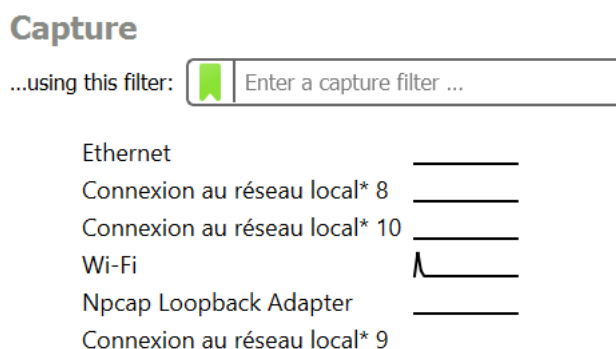 Capture
...using this filter: Enter a capture filter ...
Ethernet
Connexion au réseau local* 8
Connexion au réseau local* 10
Wi-Fi
Npcap Loopback Adapter
Connexion au réseau local* 9